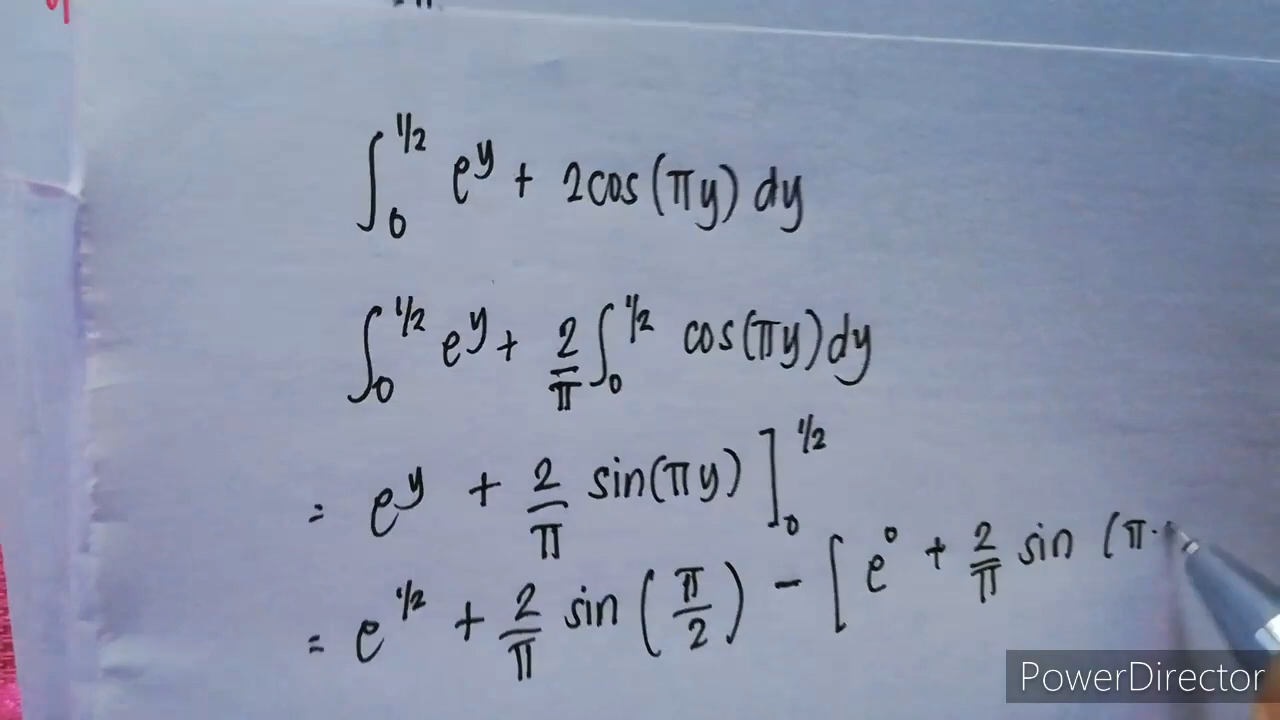 ∫₀^{1/2} e^y + 2cos(πy) dy
∫₀^{1/2} e^y + 2/π ∫₀^{1/2} cos(πy) dy
= e^y + 2/π sin(πy) ]₀^{1/2}
= e^{1/2} + 2/π sin(π/2) - [ e^0 + 2/π sin (π·
PowerDirector